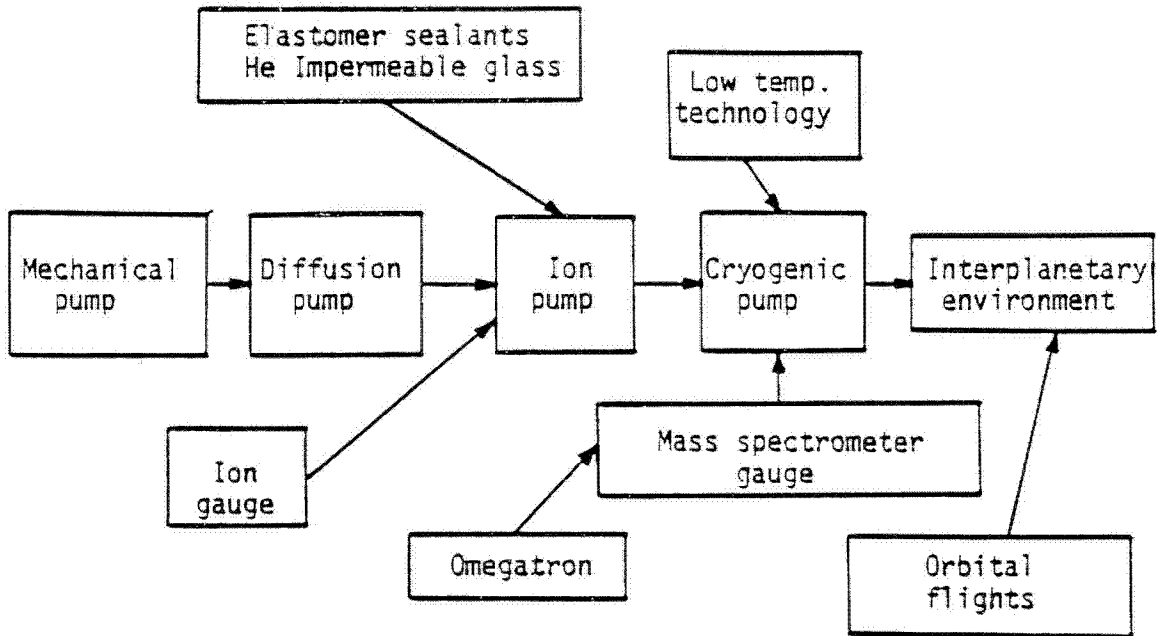 Elastomer sealants
He Impermeable glass
Low temp.
technology
Mechanical
pump
Diffusion
pump
Ion
pump
Cryogenic
pump
Interplanetary
environment
Ion
gauge
Mass spectrometer
gauge
Omegatron
Orbital
flights